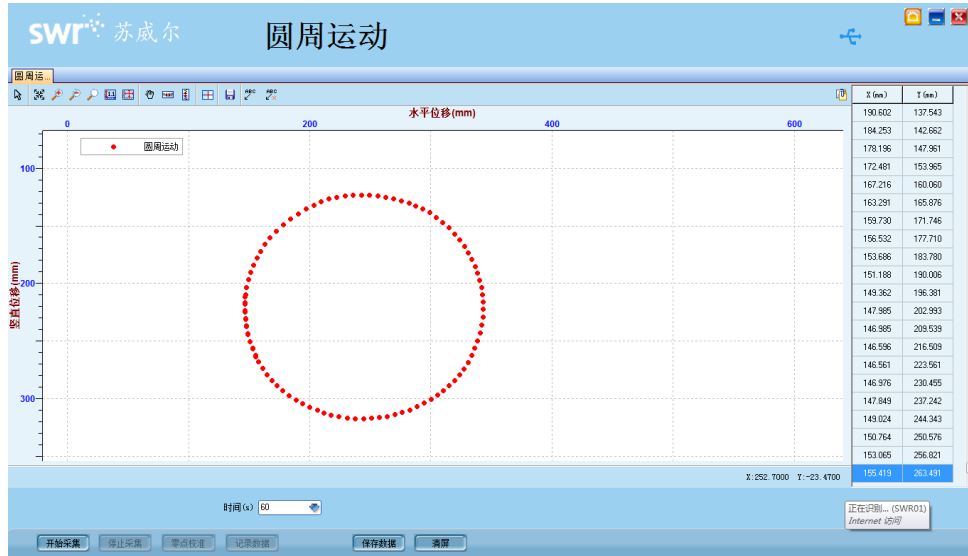 swr 苏威尔
圆周运动
圆周运...
水平位移(mm)
0 200 400 600
圆周运动
100
200
300
竖直位移(mm)
X (mm) Y (mm)
190.602 137.543
184.253 142.662
178.196 147.961
172.481 153.965
167.216 160.060
163.291 165.876
159.730 171.746
156.532 177.710
153.686 183.780
151.188 190.006
149.362 196.381
147.985 202.993
146.985 209.539
146.596 216.509
146.561 223.561
146.976 230.455
147.849 237.242
149.024 244.343
150.764 250.576
153.065 256.821
155.419 263.491
X:252.7000 Y:-23.4700
时间(s) 60
正在识别... (SWR01)
Internet 访问
开始采集 停止采集 零点校准 记录数据 保存数据 清屏